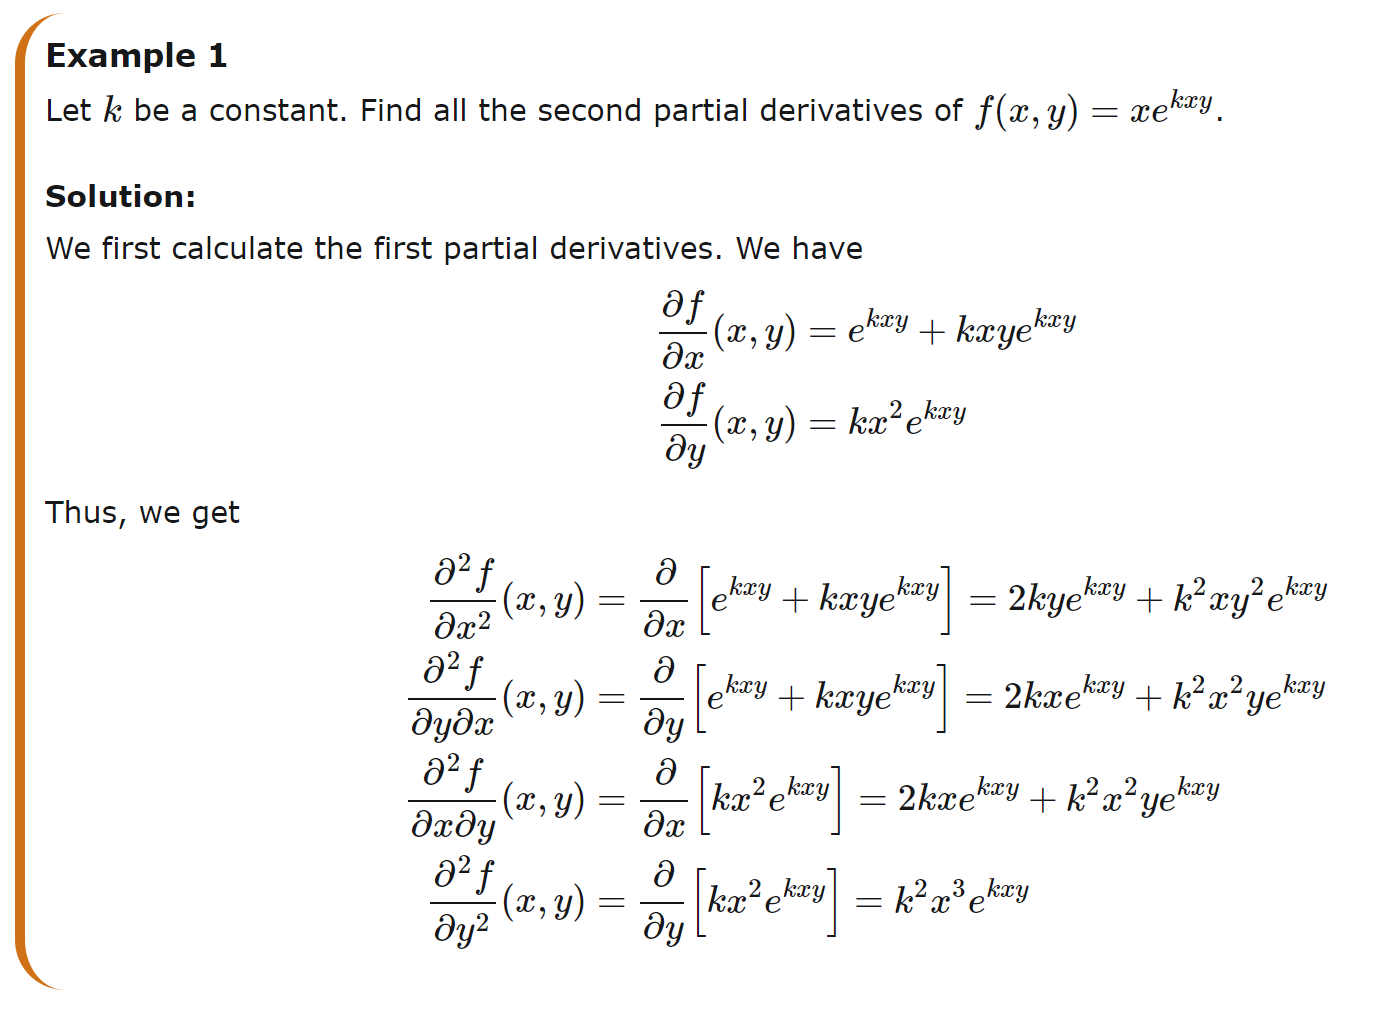 Example 1
Let $k$ be a constant. Find all the second partial derivatives of $f(x, y) = xe^{kxy}$.
Solution:
We first calculate the first partial derivatives. We have
$\frac{\partial f}{\partial x}(x, y) = e^{kxy} + kxye^{kxy}$
$\frac{\partial f}{\partial y}(x, y) = kx^2e^{kxy}$
Thus, we get
$\frac{\partial^2 f}{\partial x^2}(x, y) = \frac{\partial}{\partial x}\left[e^{kxy} + kxye^{kxy}\right] = 2kye^{kxy} + k^2xy^2e^{kxy}$
$\frac{\partial^2 f}{\partial y \partial x}(x, y) = \frac{\partial}{\partial y}\left[e^{kxy} + kxye^{kxy}\right] = 2kxe^{kxy} + k^2x^2ye^{kxy}$
$\frac{\partial^2 f}{\partial x \partial y}(x, y) = \frac{\partial}{\partial x}\left[kx^2e^{kxy}\right] = 2kxe^{kxy} + k^2x^2ye^{kxy}$
$\frac{\partial^2 f}{\partial y^2}(x, y) = \frac{\partial}{\partial y}\left[kx^2e^{kxy}\right] = k^2x^3e^{kxy}$